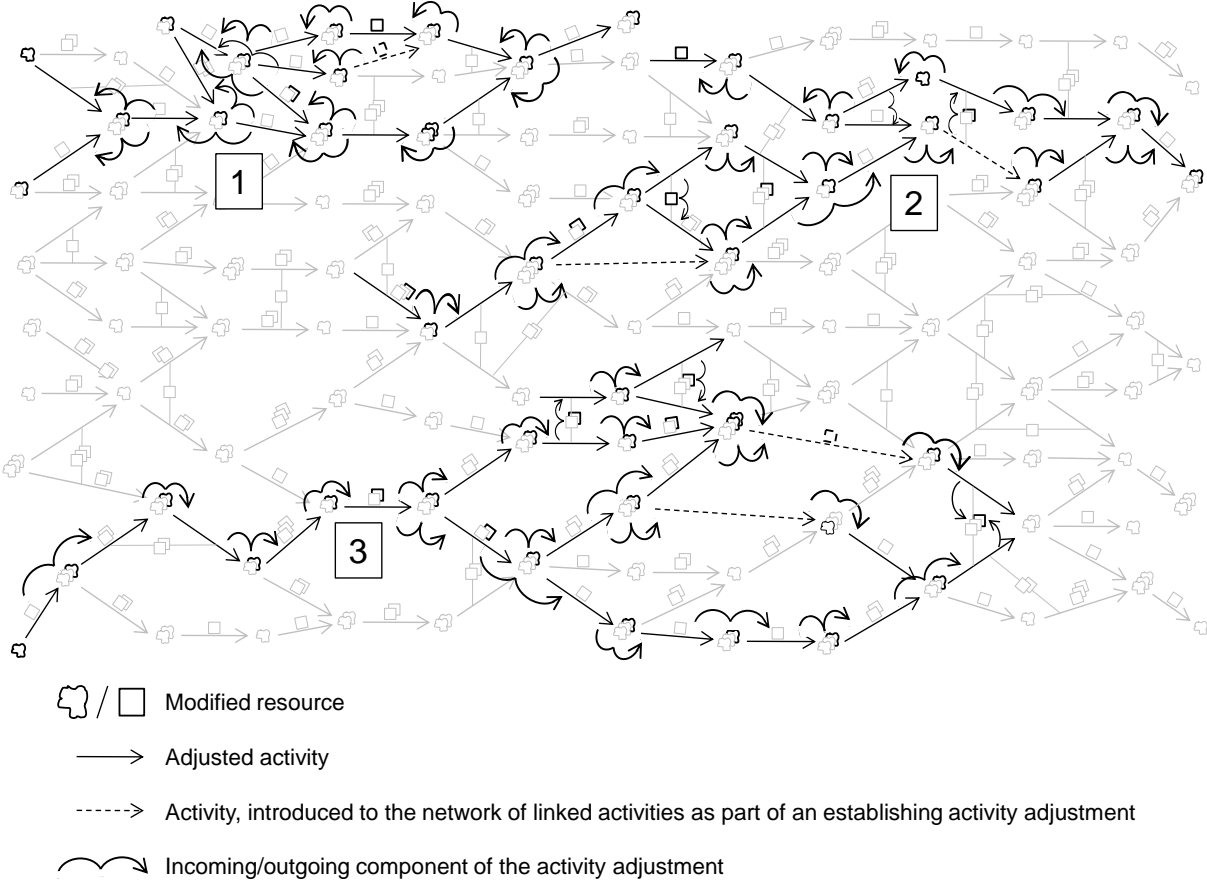 1
2
3
/ Modified resource
Adjusted activity
Activity, introduced to the network of linked activities as part of an establishing activity adjustment
Incoming/outgoing component of the activity adjustment